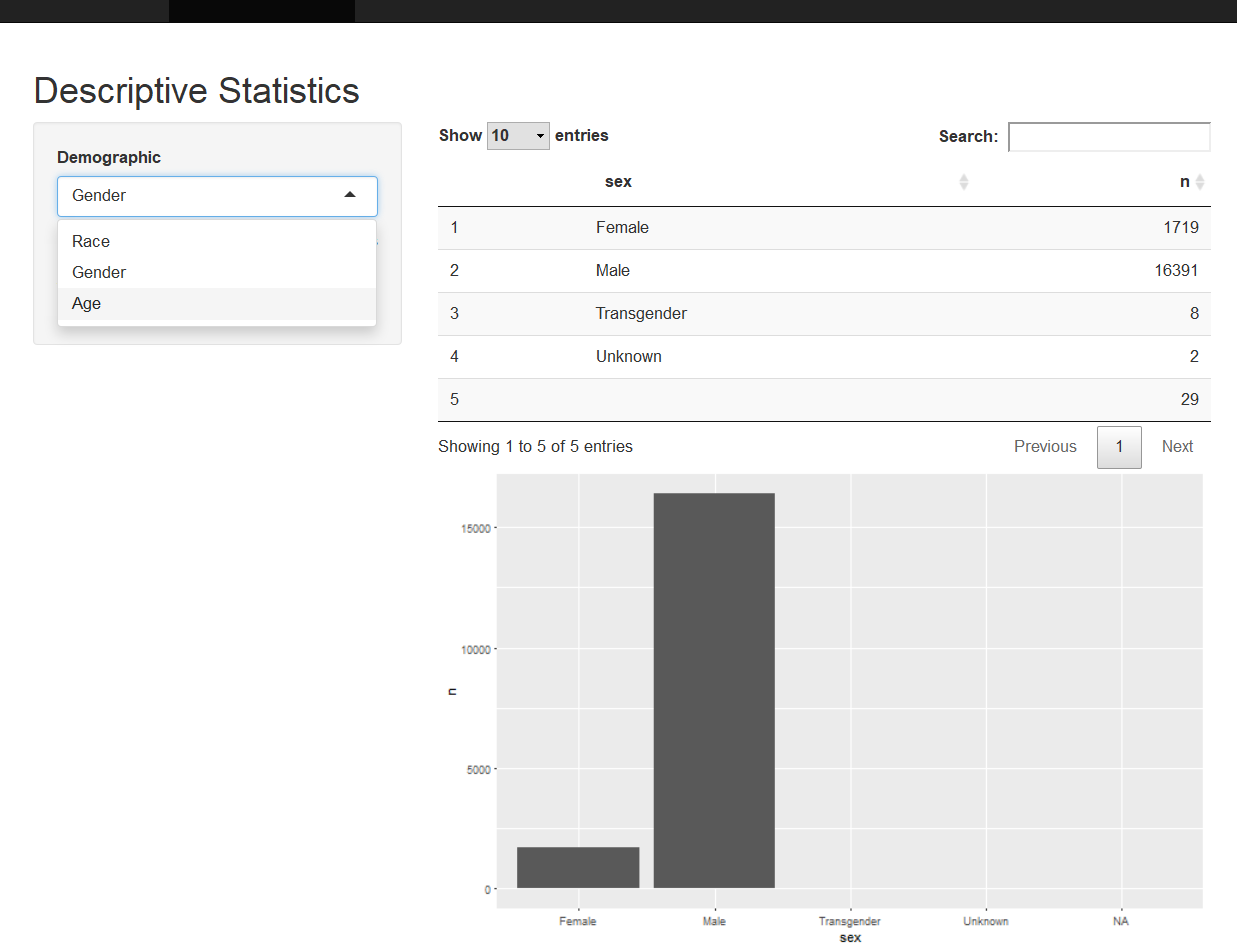 Descriptive Statistics
Demographic
Gender
Race
Gender
Age
Show 10 entries
Search:
sex n
1 Female 1719
2 Male 16391
3 Transgender 8
4 Unknown 2
5 29
Showing 1 to 5 of 5 entries
Previous 1 Next
15000
10000
n
5000
0
Female Male Transgender Unknown NA
sex